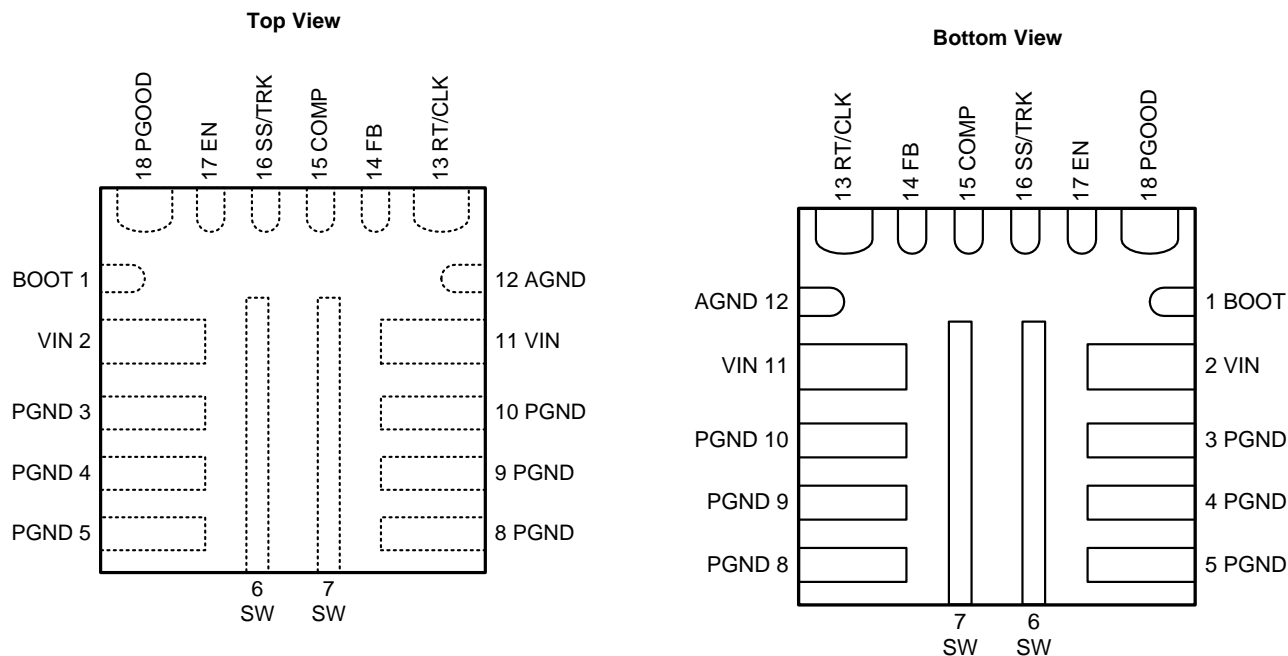 Top View
18 PGOOD
17 EN
16 SS/TRK
15 COMP
14 FB
13 RT/CLK
BOOT 1
12 AGND
VIN 2
11 VIN
PGND 3
10 PGND
PGND 4
9 PGND
PGND 5
8 PGND
6
SW
7
SW
Bottom View
13 RT/CLK
14 FB
15 COMP
16 SS/TRK
17 EN
18 PGOOD
AGND 12
1 BOOT
VIN 11
2 VIN
PGND 10
3 PGND
PGND 9
4 PGND
PGND 8
5 PGND
7
SW
6
SW